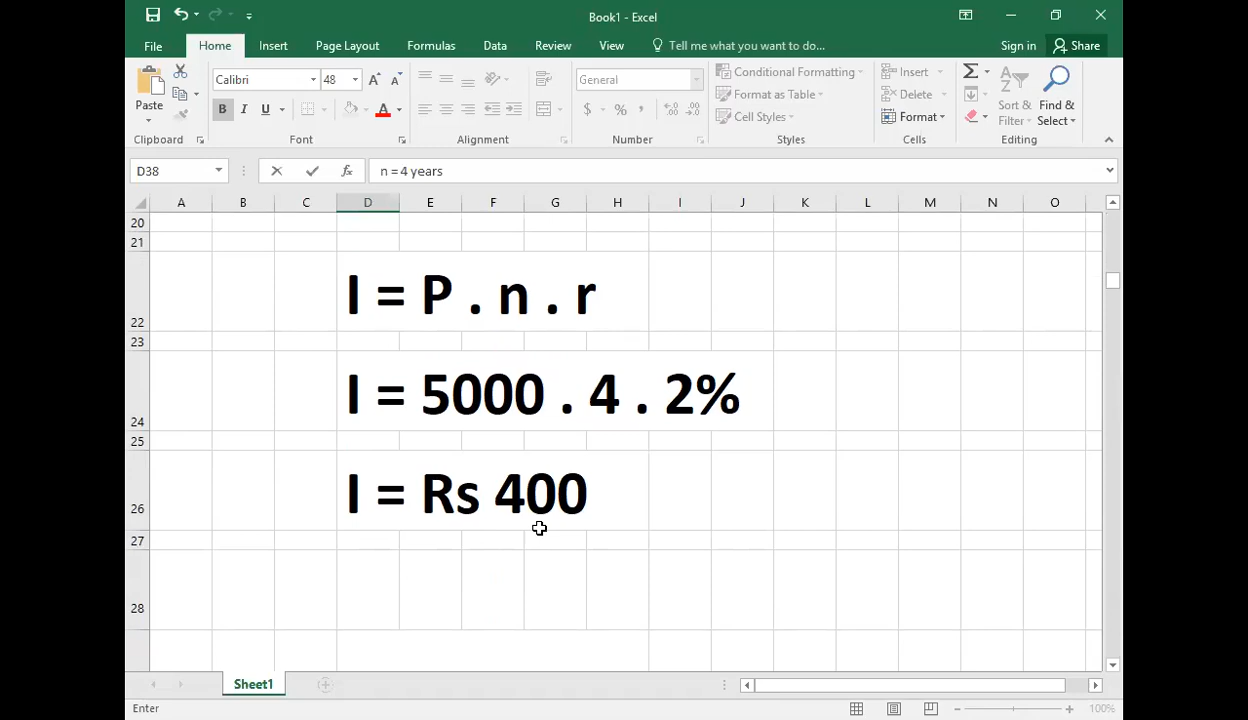 Book1 - Excel
File Home Insert Page Layout Formulas Data Review View Tell me what you want to do... Sign in Share
Paste Calibri 48 General Conditional Formatting Insert
B I U A $ % , Format as Table Delete Sort & Find &
Cell Styles Format Filter Select
Clipboard Font Alignment Number Styles Cells Editing
D38 fx n = 4 years
A B C D E F G H I J K L M N O
20
21
22 I = P . n . r
23
24 I = 5000 . 4 . 2%
25
26 I = Rs 400
27
28
Sheet1
Enter 100%